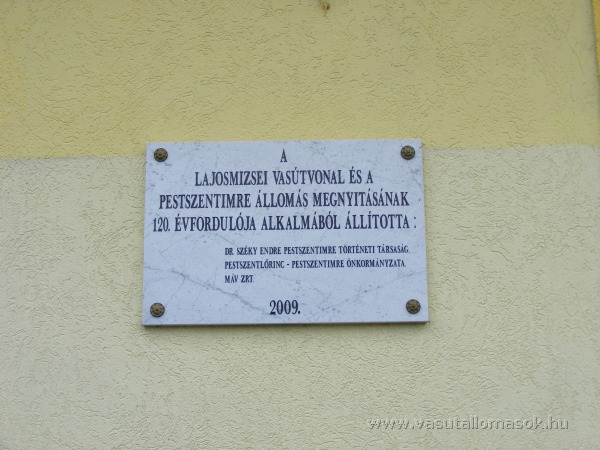 A
LAJOSMIZSEI VASÚTVONAL ÉS A
PESTSZENTIMRE ÁLLOMÁS MEGNYITÁSÁNAK
120. ÉVFORDULÓJA ALKALMÁBÓL ÁLLÍTOTTA :
DR. SZÉKY ENDRE PESTSZENTIMRE TÖRTÉNETI TÁRSASÁG
PESTSZENTLŐRINC - PESTSZENTIMRE ÖNKORMÁNYZATA
MÁV ZRT.
2009.
www.vasutallomasok.hu